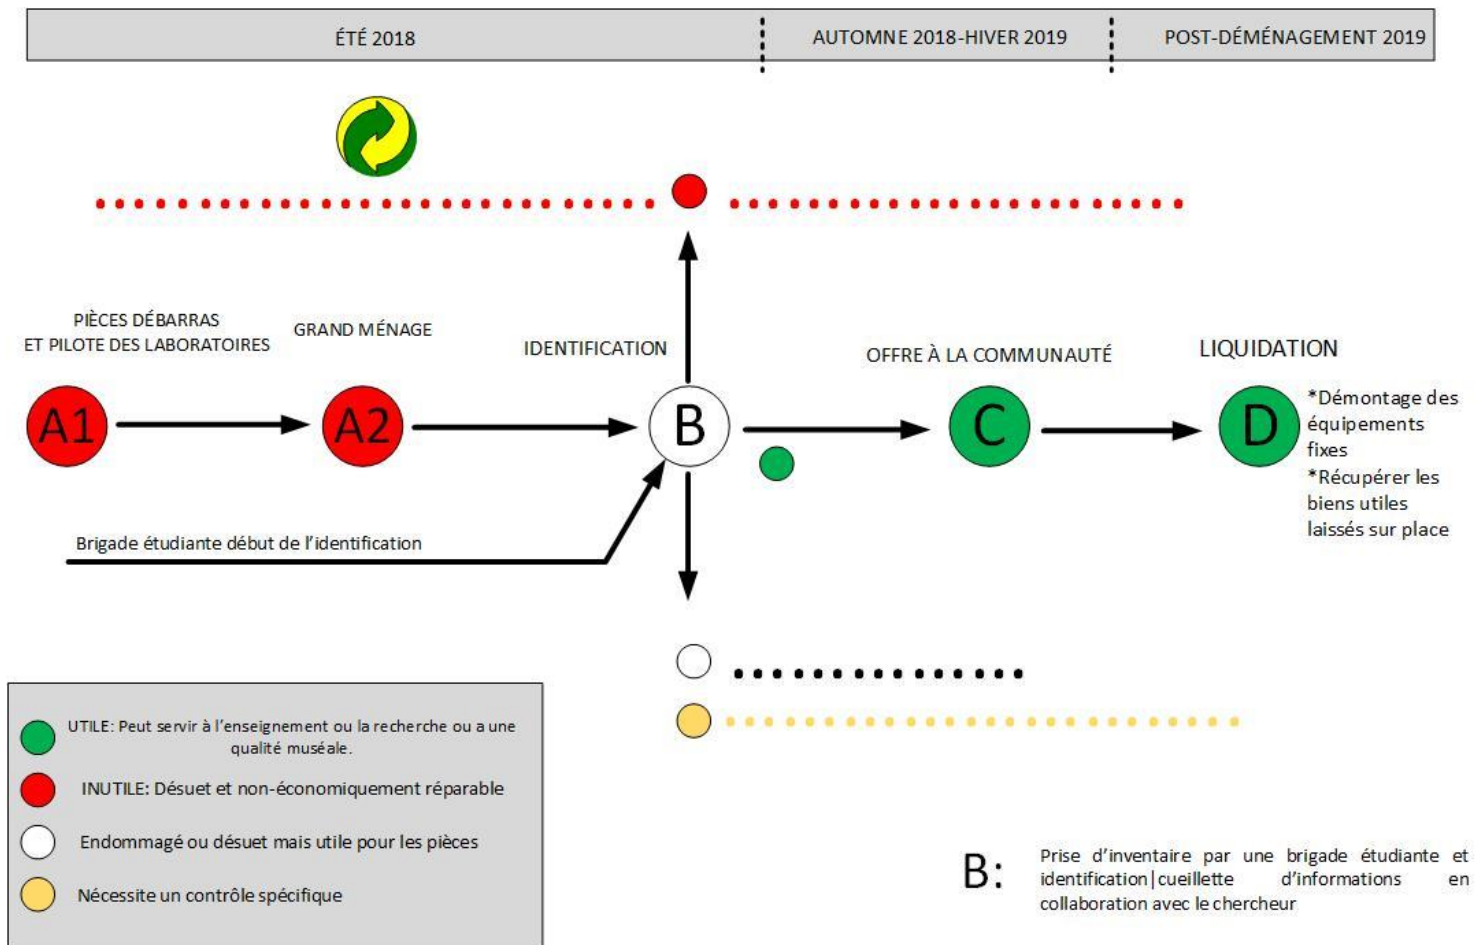 ÉTÉ 2018
AUTOMNE 2018-HIVER 2019
POST-DÉMÉNAGEMENT 2019
PIÈCES DÉBARRAS
ET PILOTE DES LABORATOIRES
GRAND MÉNAGE
IDENTIFICATION
OFFRE À LA COMMUNAUTÉ
LIQUIDATION
A1
A2
B
C
D
*Démontage des
équipements
fixes
*Récupérer les
biens utiles
laissés sur place
Brigade étudiante début de l'identification
UTILE: Peut servir à l'enseignement ou la recherche ou a une
qualité muséale.
INUTILE: Désuet et non-économiquement réparable
Endommagé ou désuet mais utile pour les pièces
Nécessite un contrôle spécifique
B:
Prise d'inventaire par une brigade étudiante et
identification|cueillette d'informations en
collaboration avec le chercheur